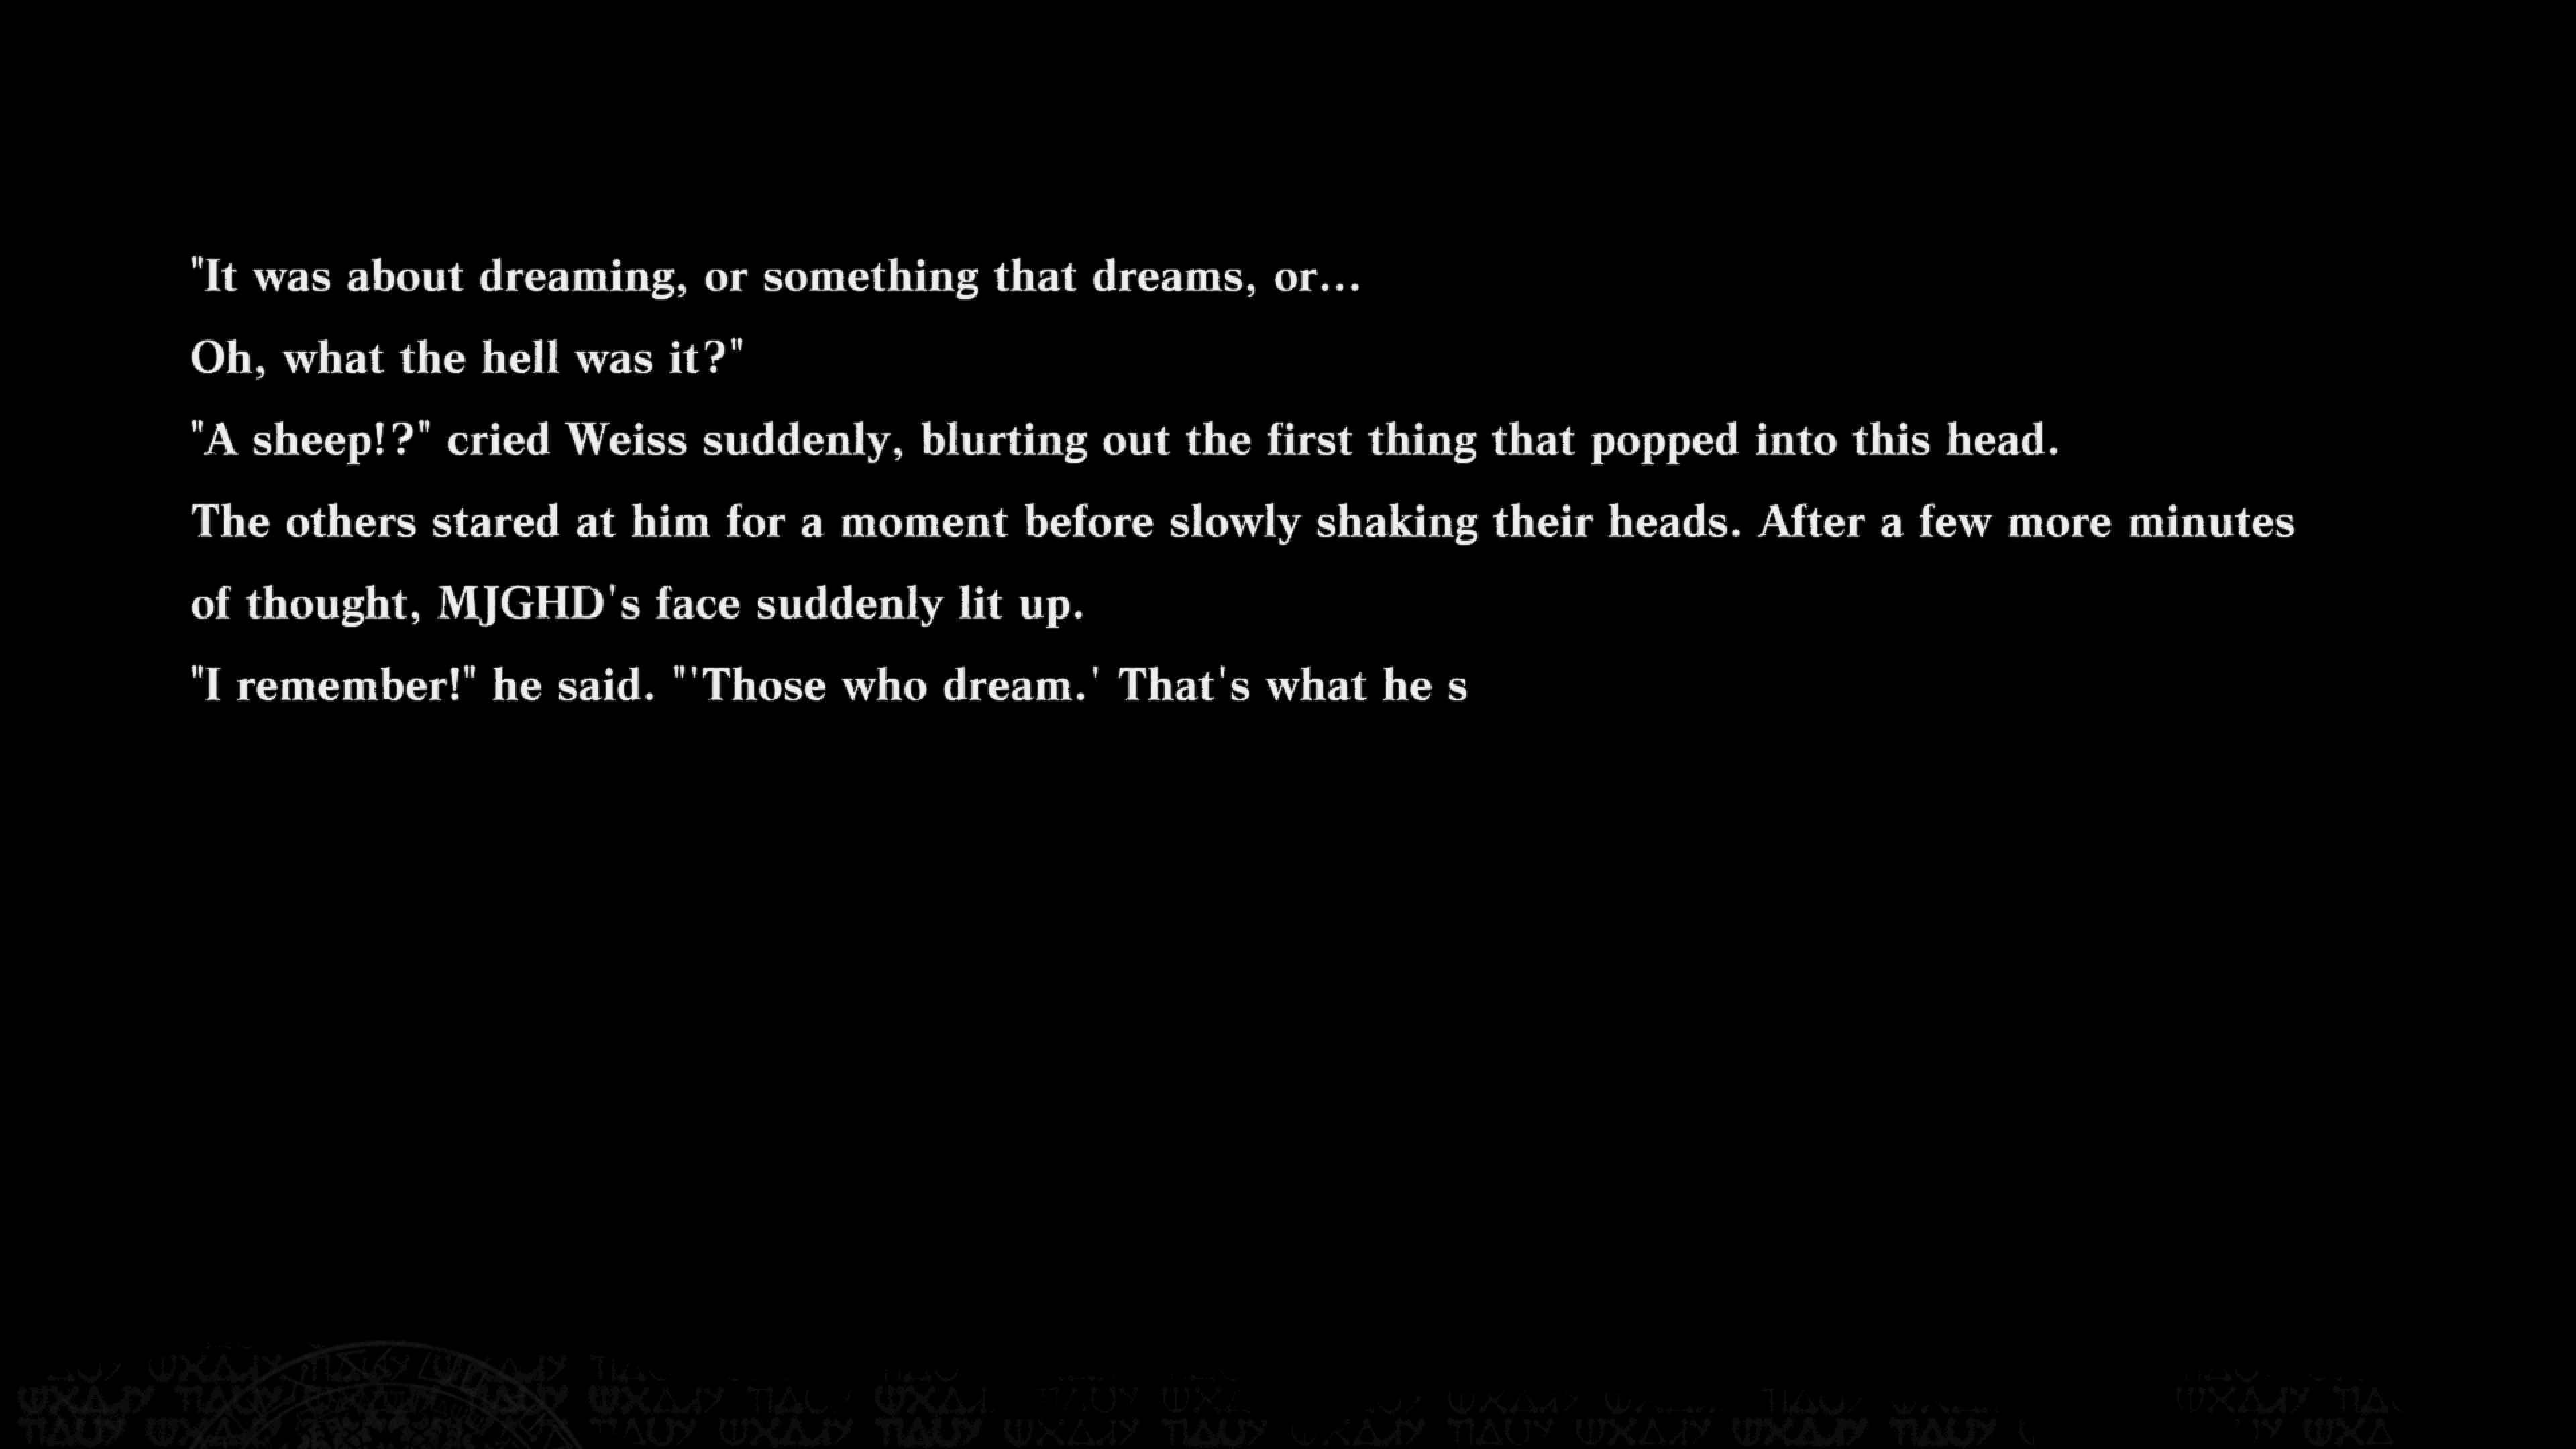 "It was about dreaming, or something that dreams, or...
Oh, what the hell was it?"
"A sheep!?" cried Weiss suddenly, blurting out the first thing that popped into this head.
The others stared at him for a moment before slowly shaking their heads. After a few more minutes
of thought, MJGHD's face suddenly lit up.
"I remember!" he said. "'Those who dream.' That's what he s